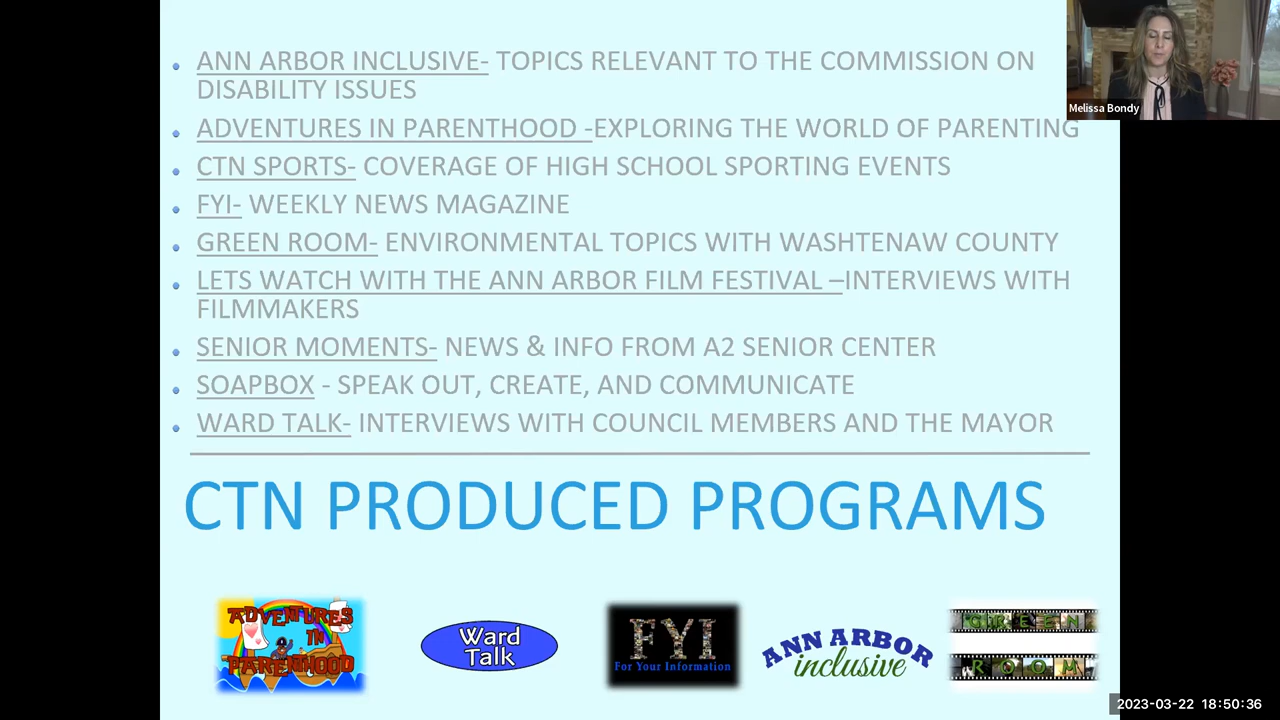 ANN ARBOR INCLUSIVE- TOPICS RELEVANT TO THE COMMISSION ON
DISABILITY ISSUES
ADVENTURES IN PARENTHOOD -EXPLORING THE WORLD OF PARENTING
CTN SPORTS- COVERAGE OF HIGH SCHOOL SPORTING EVENTS
FYI- WEEKLY NEWS MAGAZINE
GREEN ROOM- ENVIRONMENTAL TOPICS WITH WASHTENAW COUNTY
LETS WATCH WITH THE ANN ARBOR FILM FESTIVAL –INTERVIEWS WITH
FILMMAKERS
SENIOR MOMENTS- NEWS & INFO FROM A2 SENIOR CENTER
SOAPBOX - SPEAK OUT, CREATE, AND COMMUNICATE
WARD TALK- INTERVIEWS WITH COUNCIL MEMBERS AND THE MAYOR
Melissa Bondy
CTN PRODUCED PROGRAMS
ADVENTURES
IN
PARENTHOOD
Ward
Talk
FYI
For Your Information
ANN ARBOR
inclusive
GREEN
ROOM
2023-03-22 18:50:36